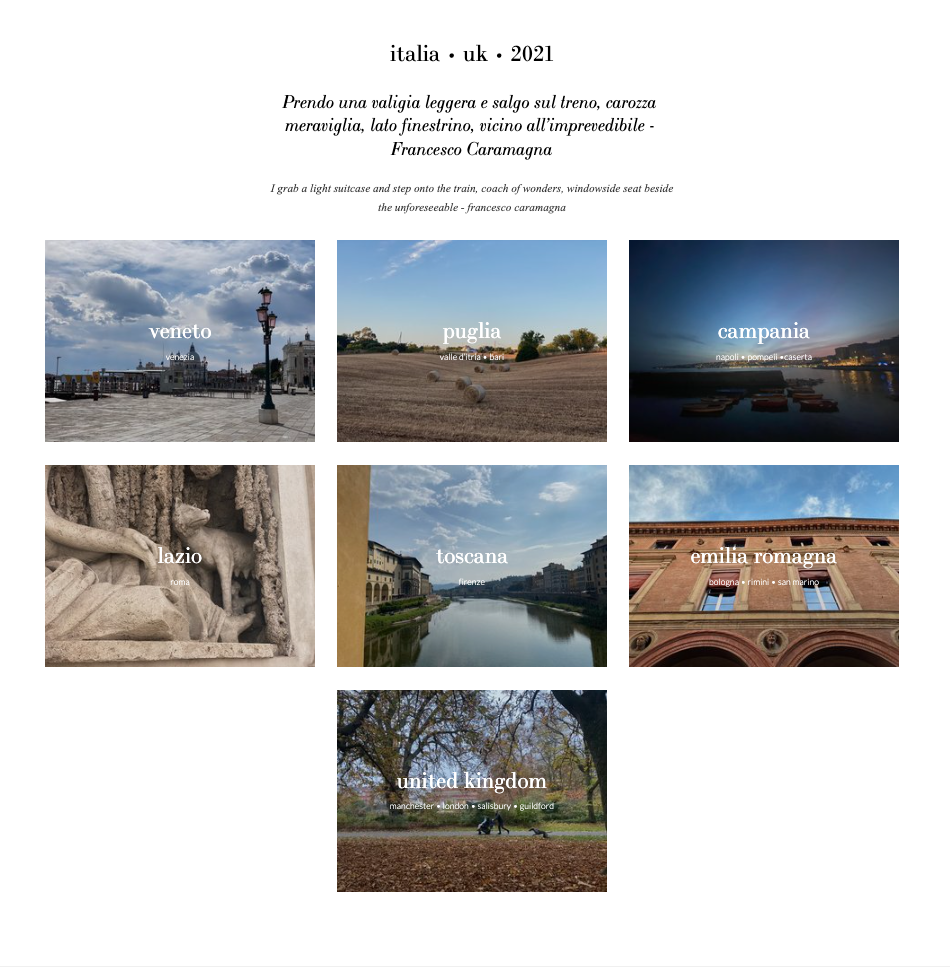 italia • uk • 2021
Prendo una valigia leggera e salgo sul treno, carozza
meraviglia, lato finestrino, vicino all'imprevedibile -
Francesco Caramagna
I grab a light suitcase and step onto the train, coach of wonders, windowside seat beside
the unforeseeable - francesco caramagna
veneto
venezia
puglia
valle d'itria • bari
campania
napoli • pompeii •caserta
lazio
roma
toscana
firenze
emilia romagna
bologna • rimini • san marino
united kingdom
manchester • london • salisbury • guildford